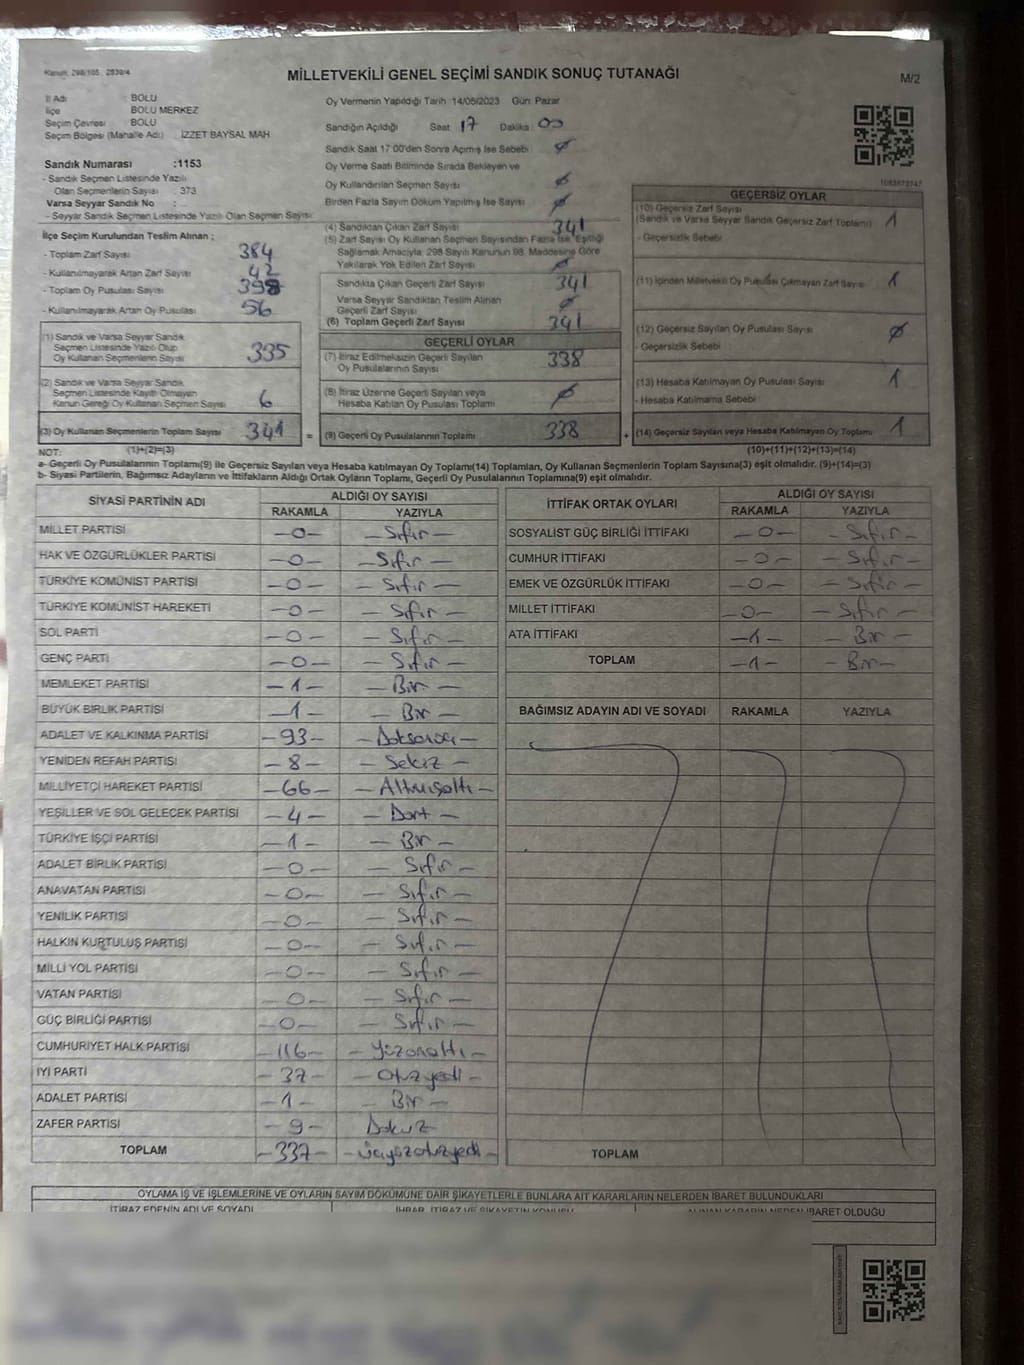 Kanun: 298/105 2839/4
MİLLETVEKİLİ GENEL SEÇİMİ SANDIK SONUÇ TUTANAĞI
M/2
İl Adı : BOLU
İlçe : BOLU MERKEZ
Seçim Çevresi : BOLU
Seçim Bölgesi (Mahalle Adı) : İZZET BAYSAL MAH
Oy Vermenin Yapıldığı Tarih :14/05/2023 Gün: Pazar
Sandığın Açıldığı Saat: 17 Dakika: 00
Sandık Saat 17:00'den Sonra Açılmış İse Sebebi : ø
Oy Verme Saati Bitiminde Sırada Bekleyen ve
Oy Kullandırılan Seçmen Sayısı : ø
Birden Fazla Sayım Döküm Yapılmış İse Sayısı : ø
Sandık Numarası :1153
- Sandık Seçmen Listesinde Yazılı
Olan Seçmenlerin Sayısı : 373
Varsa Seyyar Sandık No :
- Seyyar Sandık Seçmen Listesinde Yazılı Olan Seçmen Sayısı:
İlçe Seçim Kurulundan Teslim Alınan ;
- Toplam Zarf Sayısı : 384
- Kullanılmayarak Artan Zarf Sayısı : 42
- Toplam Oy Pusulası Sayısı : 398
- Kullanılmayarak Artan Oy Pusulası : 56
(1) Sandık ve Varsa Seyyar Sandık
Seçmen Listesinde Yazılı Olup
Oy Kullanan Seçmenlerin Sayısı : 335
(2) Sandık ve Varsa Seyyar Sandık
Seçmen Listesinde Kayıtlı Olmayan
Kanun Gereği Oy Kullanan Seçmen Sayısı : 6
(3) Oy Kullanan Seçmenlerin Toplam Sayısı : 341
(1)+(2)=(3)
(4) Sandıktan Çıkan Zarf Sayısı : 341
(5) Zarf Sayısı Oy Kullanan Seçmen Sayısından Fazla İse, Eşitliği
Sağlamak Amacıyla, 298 Sayılı Kanunun 98. Maddesine Göre
Yakılarak Yok Edilen Zarf Sayısı : ø
Sandıkta Çıkan Geçerli Zarf Sayısı : 341
Varsa Seyyar Sandıktan Teslim Alınan
Geçerli Zarf Sayısı : ø
(6) Toplam Geçerli Zarf Sayısı : 341
GEÇERLİ OYLAR
(7) İtiraz Edilmeksizin Geçerli Sayılan
Oy Pusulalarının Sayısı : 338
(8) İtiraz Üzerine Geçerli Sayılan veya
Hesaba Katılan Oy Pusulası Toplamı : ø
= (9) Geçerli Oy Pusulalarının Toplamı : 338
GEÇERSİZ OYLAR
(10) Geçersiz Zarf Sayısı
(Sandık ve Varsa Seyyar Sandık Geçersiz Zarf Toplamı) : 1
- Geçersizlik Sebebi :
(11) İçinden Milletvekili Oy Pusulası Çıkmayan Zarf Sayısı : 1
(12) Geçersiz Sayılan Oy Pusulası Sayısı : ø
- Geçersizlik Sebebi :
(13) Hesaba Katılmayan Oy Pusulası Sayısı : 1
- Hesaba Katılmama Sebebi :
+ (14) Geçersiz Sayılan veya Hesaba Katılmayan Oy Toplamı : 1
(10)+(11)+(12)+(13)=(14)
NOT:
a- Geçerli Oy Pusulalarının Toplamı(9) ile Geçersiz Sayılan veya Hesaba katılmayan Oy Toplamı(14) Toplamları, Oy Kullanan Seçmenlerin Toplam Sayısına(3) eşit olmalıdır. (9)+(14)=(3)
b- Siyasi Partilerin, Bağımsız Adayların ve İttifakların Aldığı Ortak Oyların Toplamı, Geçerli Oy Pusulalarının Toplamına(9) eşit olmalıdır.
SİYASİ PARTİNİN ADI ALDIĞI OY SAYISI
RAKAMLA YAZIYLA
MİLLET PARTİSİ -0- -Sıfır-
HAK VE ÖZGÜRLÜKLER PARTİSİ -0- -Sıfır-
TÜRKİYE KOMÜNİST PARTİSİ -0- -Sıfır-
TÜRKİYE KOMÜNİST HAREKETİ -0- -Sıfır-
SOL PARTİ -0- -Sıfır-
GENÇ PARTİ -0- -Sıfır-
MEMLEKET PARTİSİ -1- -Bir-
BÜYÜK BİRLİK PARTİSİ -1- -Bir-
ADALET VE KALKINMA PARTİSİ -93- -Doksanüç-
YENİDEN REFAH PARTİSİ -8- -Sekiz-
MİLLİYETÇİ HAREKET PARTİSİ -66- -Altmışaltı-
YEŞİLLER VE SOL GELECEK PARTİSİ -4- -Dört-
TÜRKİYE İŞÇİ PARTİSİ -1- -Bir-
ADALET BİRLİK PARTİSİ -0- -Sıfır-
ANAVATAN PARTİSİ -0- -Sıfır-
YENİLİK PARTİSİ -0- -Sıfır-
HALKIN KURTULUŞ PARTİSİ -0- -Sıfır-
MİLLİ YOL PARTİSİ -0- -Sıfır-
VATAN PARTİSİ -0- -Sıfır-
GÜÇ BİRLİĞİ PARTİSİ -0- -Sıfır-
CUMHURİYET HALK PARTİSİ -116- -Yüzonaltı-
İYİ PARTİ -37- -Otuzyedi-
ADALET PARTİSİ -1- -Bir-
ZAFER PARTİSİ -9- Dokuz
TOPLAM -337- -üçyüzotuzyedi-
İTTİFAK ORTAK OYLARI ALDIĞI OY SAYISI
RAKAMLA YAZIYLA
SOSYALİST GÜÇ BİRLİĞİ İTTİFAKI -0- -Sıfır-
CUMHUR İTTİFAKI -0- -Sıfır-
EMEK VE ÖZGÜRLÜK İTTİFAKI -0- -Sıfır-
MİLLET İTTİFAKI -0- -Sıfır-
ATA İTTİFAKI -1- -Bir-
TOPLAM -1- -Bir-
BAĞIMSIZ ADAYIN ADI VE SOYADI RAKAMLA YAZIYLA
TOPLAM
OYLAMA İŞ VE İŞLEMLERİNE VE OYLARIN SAYIM DÖKÜMÜNE DAİR ŞİKAYETLERLE BUNLARA AİT KARARLARIN NELERDEN İBARET BULUNDUKLARI
İTİRAZ EDENİN ADI VE SOYADI İHBAR, İTİRAZ VE ŞİKAYETİN KONUSU ALINAN KARARIN NEDEN İBARET OLDUĞU